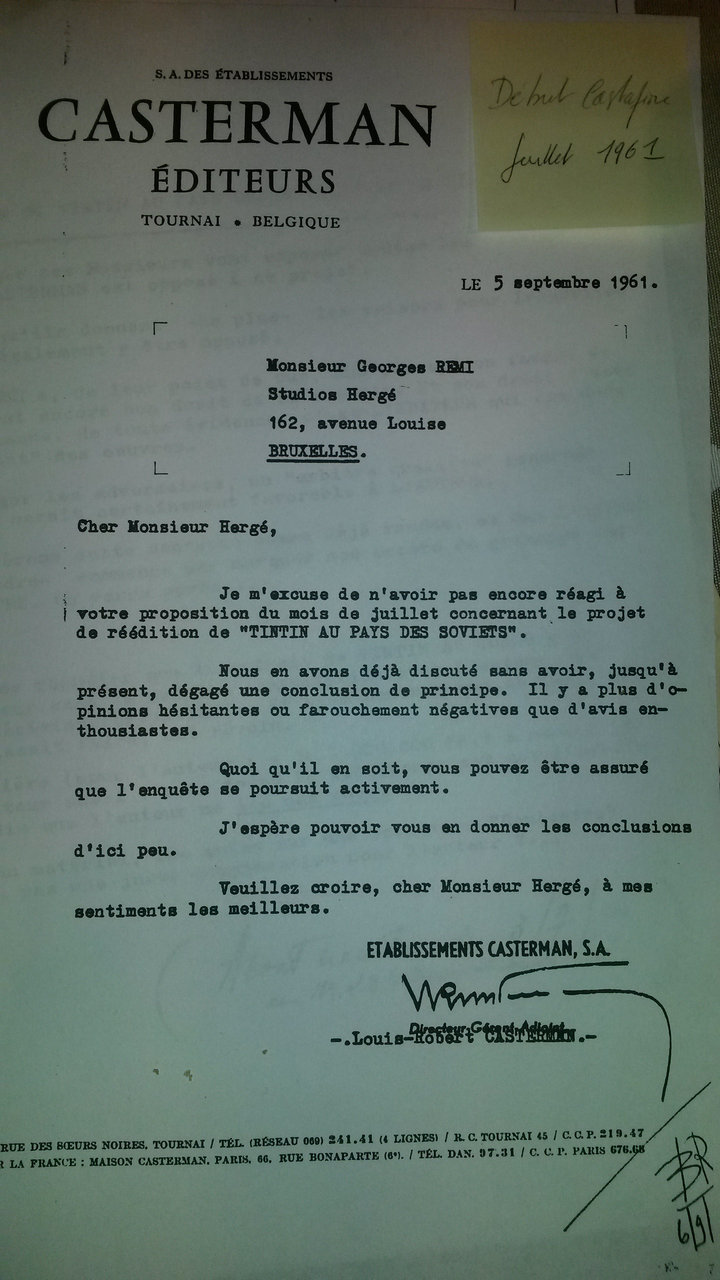 S. A. DES ÉTABLISSEMENTS
CASTERMAN
ÉDITEURS
TOURNAI • BELGIQUE
Debut Castafiore
Juillet 1961
LE 5 septembre 1961.
Monsieur Georges REMI
Studios Hergé
162, avenue Louise
BRUXELLES.
Cher Monsieur Hergé,
Je m'excuse de n'avoir pas encore réagi à
votre proposition du mois de juillet concernant le projet
de réédition de "TINTIN AU PAYS DES SOVIETS".
Nous en avons déjà discuté sans avoir, jusqu'à
présent, dégagé une conclusion de principe. Il y a plus d'o-
pinions hésitantes ou farouchement négatives que d'avis en-
thousiastes.
Quoi qu'il en soit, vous pouvez être assuré
que l'enquête se poursuit activement.
J'espère pouvoir vous en donner les conclusions
d'ici peu.
Veuillez croire, cher Monsieur Hergé, à mes
sentiments les meilleurs.
ETABLISSEMENTS CASTERMAN, S.A.
Directeur-Gérant-Adjoint
-.Louis-Robert CASTERMAN.-
RUE DES SŒURS NOIRES, TOURNAI / TÉL. (RÉSEAU 069) 241.41 (4 LIGNES) / R. C. TOURNAI 45 / C. C. P. 219.47
R LA FRANCE : MAISON CASTERMAN, PARIS, 66, RUE BONAPARTE (6e). / TÉL. DAN. 97.31 / C. C. P. PARIS 676.68
BR
6/9/